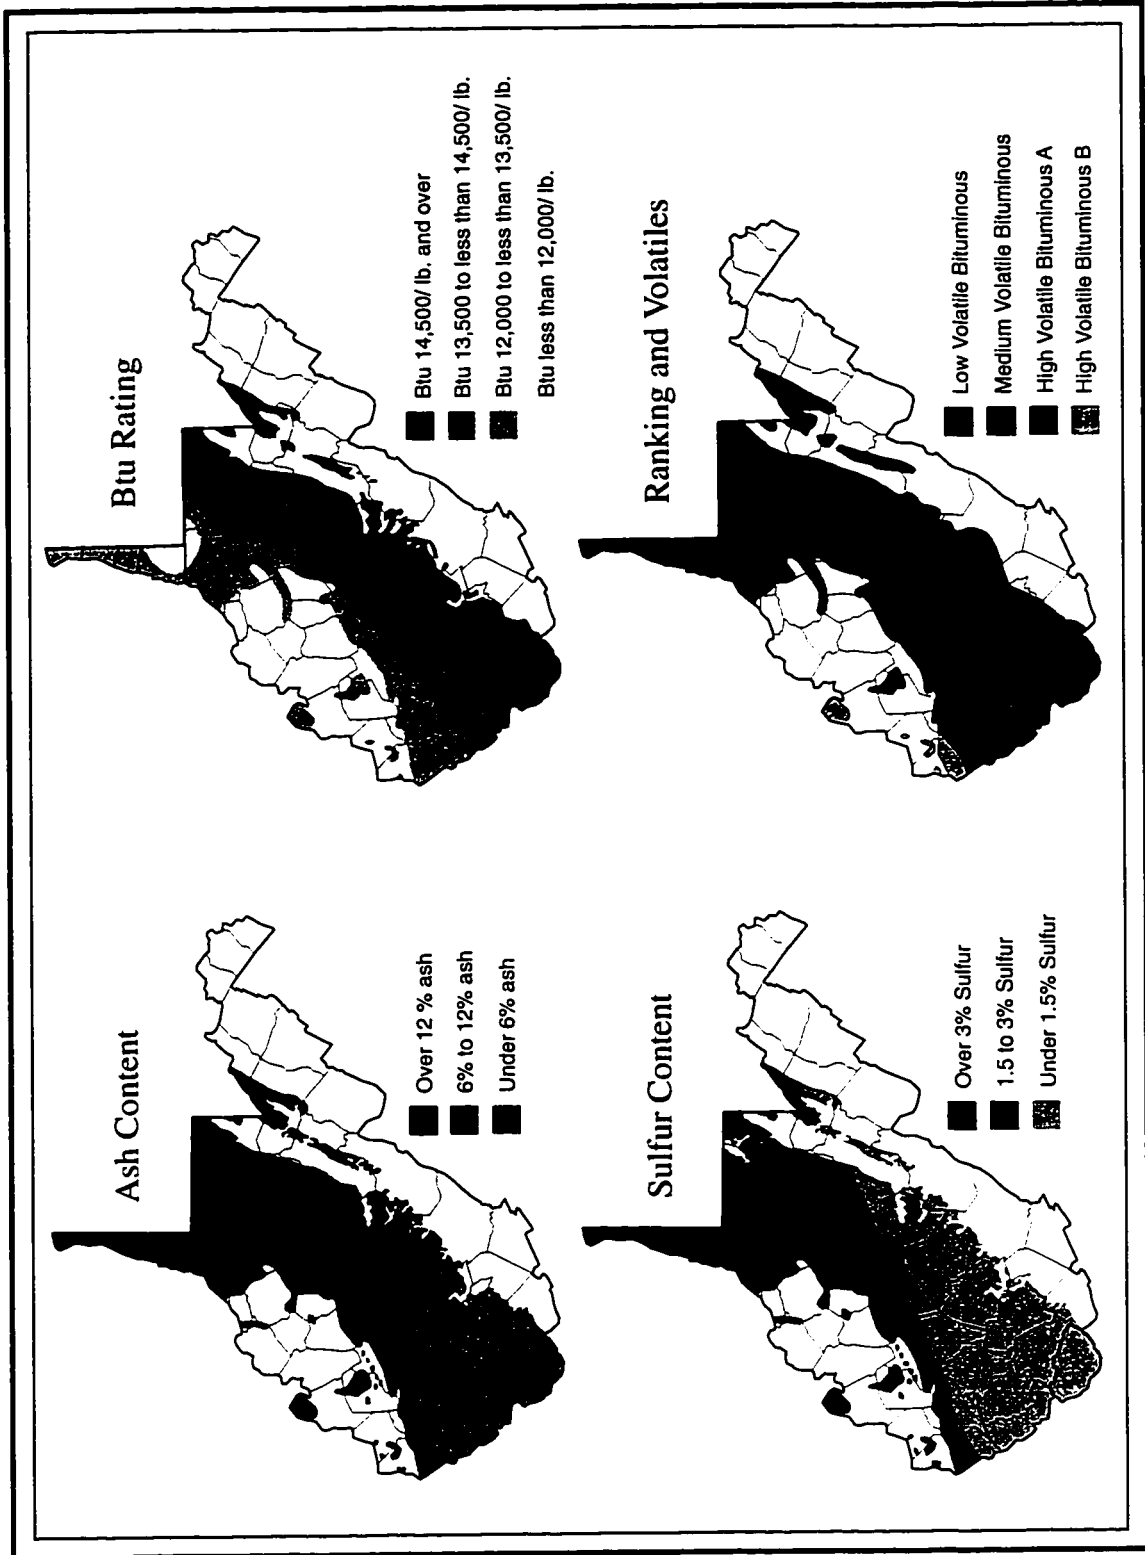 Ash Content
Over 12 % ash
6% to 12% ash
Under 6% ash
Btu Rating
Btu 14,500/ lb. and over
Btu 13,500 to less than 14,500/ lb.
Btu 12,000 to less than 13,500/ lb.
Btu less than 12,000/ lb.
Sulfur Content
Over 3% Sulfur
1.5 to 3% Sulfur
Under 1.5% Sulfur
Ranking and Volatiles
Low Volatile Bituminous
Medium Volatile Bituminous
High Volatile Bituminous A
High Volatile Bituminous B